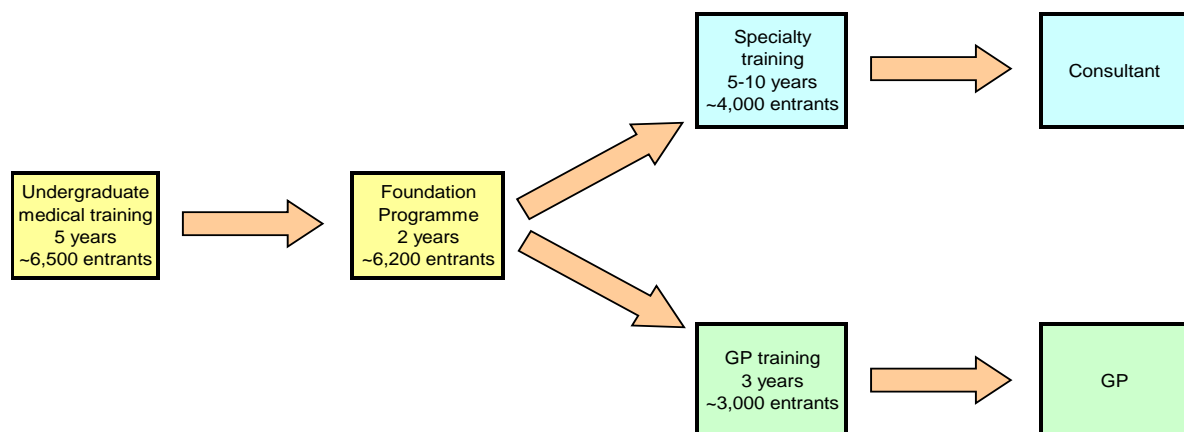 Undergraduate
medical training
5 years
~6,500 entrants
Foundation
Programme
2 years
~6,200 entrants
Specialty
training
5-10 years
~4,000 entrants
Consultant
GP training
3 years
~3,000 entrants
GP